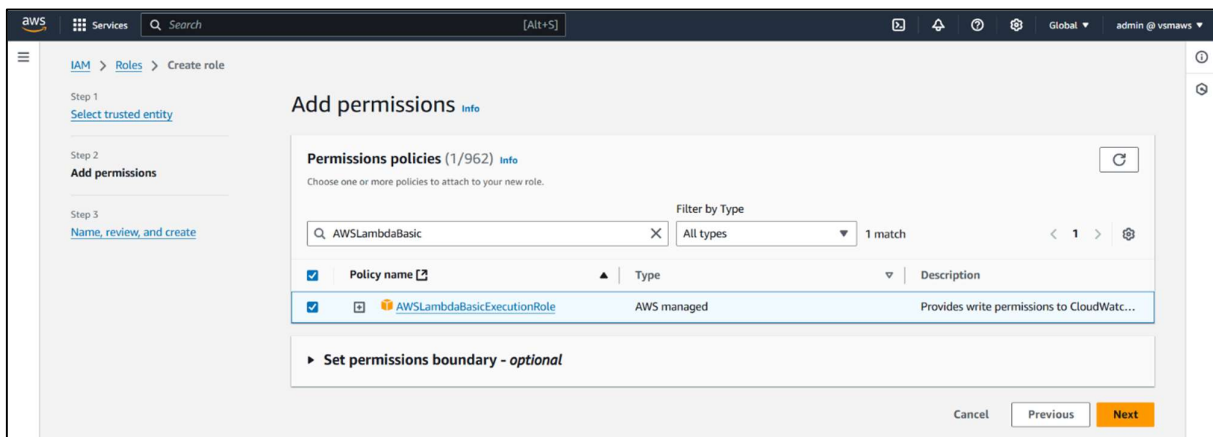 aws Services Search [Alt+S] Global ▼ admin @ vsmaws ▼
IAM > Roles > Create role
Step 1
Select trusted entity
Step 2
Add permissions
Step 3
Name, review, and create
Add permissions Info
Permissions policies (1/962) Info
Choose one or more policies to attach to your new role.
Filter by Type
AWSLambdaBasic All types 1 match < 1 >
Policy name Type Description
AWSLambdaBasicExecutionRole AWS managed Provides write permissions to CloudWatc...
Set permissions boundary - optional
Cancel Previous Next